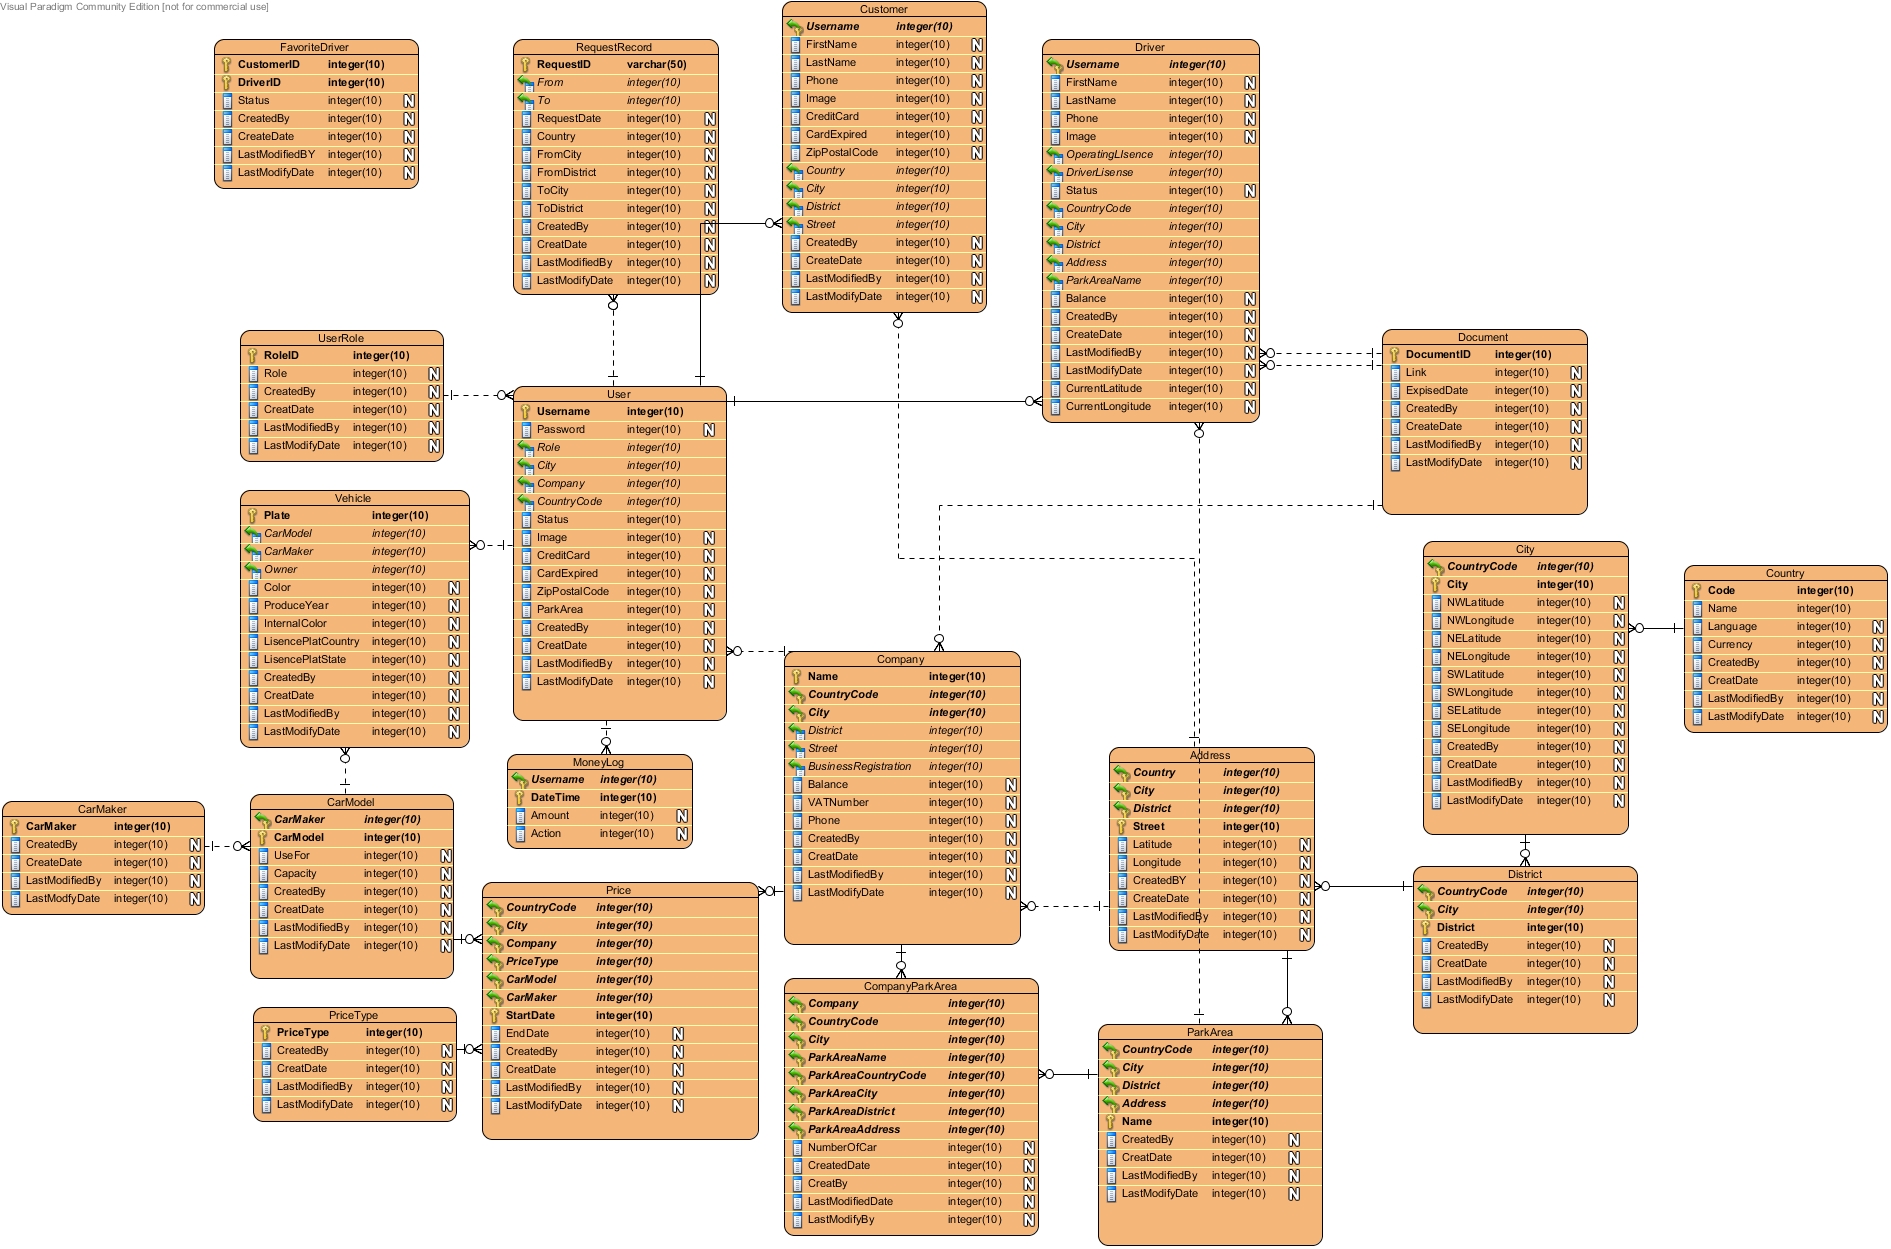 Visual Paradigm Community Edition [not for commercial use]
FavoriteDriver
CustomerID integer(10)
DriverID integer(10)
Status integer(10) N
CreatedBy integer(10) N
CreateDate integer(10) N
LastModifiedBY integer(10) N
LastModifyDate integer(10) N
RequestRecord
RequestID varchar(50)
From integer(10)
To integer(10)
RequestDate integer(10) N
Country integer(10) N
FromCity integer(10) N
FromDistrict integer(10) N
ToCity integer(10) N
ToDistrict integer(10) N
CreatedBy integer(10) N
CreatDate integer(10) N
LastModifiedBy integer(10) N
LastModifyDate integer(10) N
Customer
Username integer(10)
FirstName integer(10) N
LastName integer(10) N
Phone integer(10) N
Image integer(10) N
CreditCard integer(10) N
CardExpired integer(10) N
ZipPostalCode integer(10) N
Country integer(10)
City integer(10)
District integer(10)
Street integer(10)
CreatedBy integer(10) N
CreateDate integer(10) N
LastModifiedBy integer(10) N
LastModifyDate integer(10) N
Driver
Username integer(10)
FirstName integer(10) N
LastName integer(10) N
Phone integer(10) N
Image integer(10) N
OperatingLIsence integer(10)
DriverLisense integer(10)
Status integer(10) N
CountryCode integer(10)
City integer(10)
District integer(10)
Address integer(10)
ParkAreaName integer(10)
Balance integer(10) N
CreatedBy integer(10) N
CreateDate integer(10) N
LastModifiedBy integer(10) N
LastModifyDate integer(10) N
CurrentLatitude integer(10) N
CurrentLongitude integer(10) N
UserRole
RoleID integer(10)
Role integer(10) N
CreatedBy integer(10) N
CreatDate integer(10) N
LastModifiedBy integer(10) N
LastModifyDate integer(10) N
Document
DocumentID integer(10)
Link integer(10) N
ExpisedDate integer(10) N
CreatedBy integer(10) N
CreateDate integer(10) N
LastModifiedBy integer(10) N
LastModifyDate integer(10) N
User
Username integer(10)
Password integer(10) N
Role integer(10)
City integer(10)
Company integer(10)
CountryCode integer(10)
Status integer(10)
Image integer(10) N
CreditCard integer(10) N
CardExpired integer(10) N
ZipPostalCode integer(10) N
ParkArea integer(10) N
CreatedBy integer(10) N
CreatDate integer(10) N
LastModifiedBy integer(10) N
LastModifyDate integer(10) N
Vehicle
Plate integer(10)
CarModel integer(10)
CarMaker integer(10)
Owner integer(10)
Color integer(10) N
ProduceYear integer(10) N
InternalColor integer(10) N
LisencePlatCountry integer(10) N
LisencePlatState integer(10) N
CreatedBy integer(10) N
CreatDate integer(10) N
LastModifiedBy integer(10) N
LastModifyDate integer(10) N
City
CountryCode integer(10)
City integer(10)
NWLatitude integer(10) N
NWLongitude integer(10) N
NELatitude integer(10) N
NELongitude integer(10) N
SWLatitude integer(10) N
SWLongitude integer(10) N
SELatitude integer(10) N
SELongitude integer(10) N
CreatedBy integer(10) N
CreatDate integer(10) N
LastModifiedBy integer(10) N
LastModifyDate integer(10) N
Country
Code integer(10)
Name integer(10)
Language integer(10) N
Currency integer(10) N
CreatedBy integer(10) N
CreatDate integer(10) N
LastModifiedBy integer(10) N
LastModifyDate integer(10) N
Company
Name integer(10)
CountryCode integer(10)
City integer(10)
District integer(10)
Street integer(10)
BusinessRegistration integer(10)
Balance integer(10) N
VATNumber integer(10) N
Phone integer(10) N
CreatedBy integer(10) N
CreatDate integer(10) N
LastModifiedBy integer(10) N
LastModifyDate integer(10) N
MoneyLog
Username integer(10)
DateTime integer(10)
Amount integer(10) N
Action integer(10) N
Address
Country integer(10)
City integer(10)
District integer(10)
Street integer(10)
Latitude integer(10) N
Longitude integer(10) N
CreatedBY integer(10) N
CreateDate integer(10) N
LastModifiedBy integer(10) N
LastModifyDate integer(10) N
CarMaker
CarMaker integer(10)
CreatedBy integer(10) N
CreateDate integer(10) N
LastModifiedBy integer(10) N
LastModfyDate integer(10) N
CarModel
CarMaker integer(10)
CarModel integer(10)
UseFor integer(10) N
Capacity integer(10) N
CreatedBy integer(10) N
CreatDate integer(10) N
LastModifiedBy integer(10) N
LastModifyDate integer(10) N
Price
CountryCode integer(10)
City integer(10)
Company integer(10)
PriceType integer(10)
CarModel integer(10)
CarMaker integer(10)
StartDate integer(10)
EndDate integer(10) N
CreatedBy integer(10) N
CreatDate integer(10) N
LastModifiedBy integer(10) N
LastModifyDate integer(10) N
District
CountryCode integer(10)
City integer(10)
District integer(10)
CreatedBy integer(10) N
CreatDate integer(10) N
LastModifiedBy integer(10) N
LastModifyDate integer(10) N
PriceType
PriceType integer(10)
CreatedBy integer(10) N
CreatDate integer(10) N
LastModifiedBy integer(10) N
LastModifyDate integer(10) N
CompanyParkArea
Company integer(10)
CountryCode integer(10)
City integer(10)
ParkAreaName integer(10)
ParkAreaCountryCode integer(10)
ParkAreaCity integer(10)
ParkAreaDistrict integer(10)
ParkAreaAddress integer(10)
NumberOfCar integer(10) N
CreatedDate integer(10) N
CreatBy integer(10) N
LastModifiedDate integer(10) N
LastModifyBy integer(10) N
ParkArea
CountryCode integer(10)
City integer(10)
District integer(10)
Address integer(10)
Name integer(10)
CreatedBy integer(10) N
CreatDate integer(10) N
LastModifiedBy integer(10) N
LastModifyDate integer(10) N